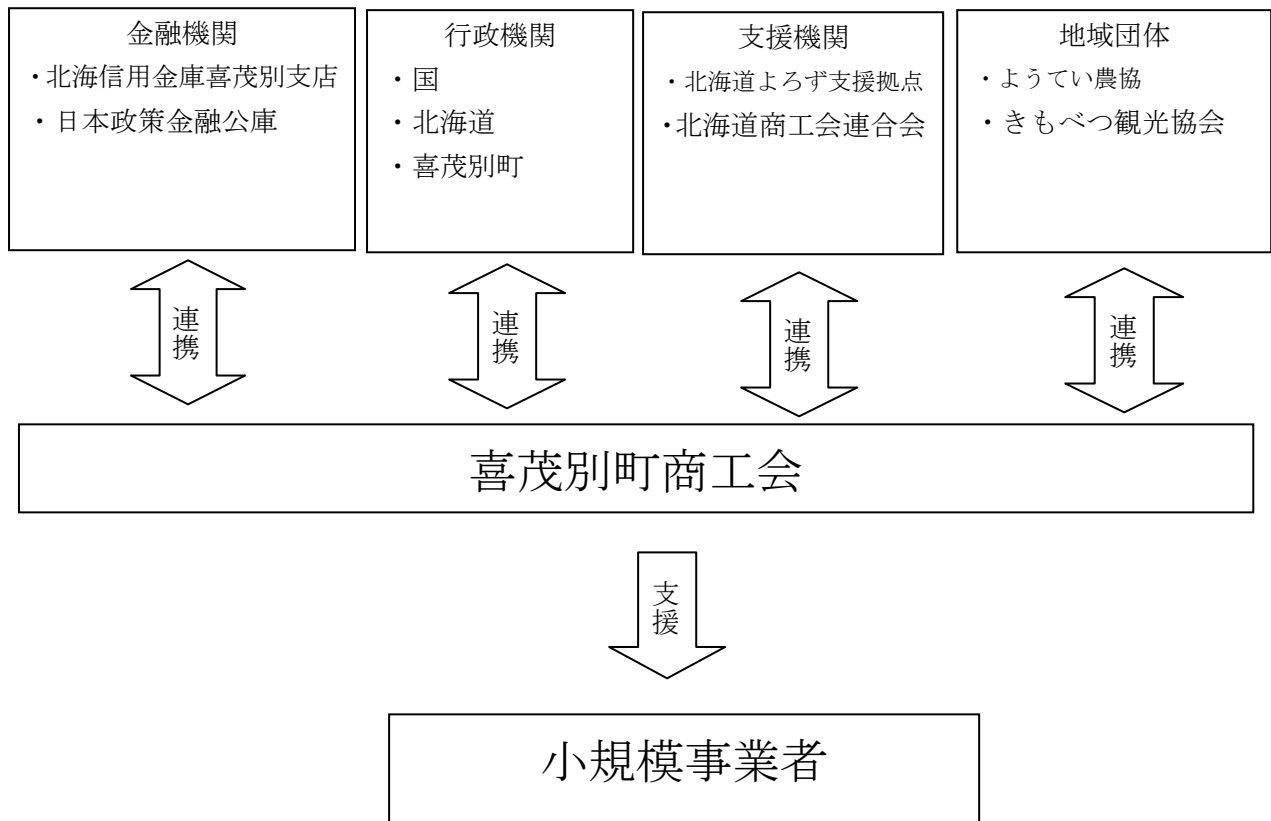 金融機関
・北海信用金庫喜茂別支店
・日本政策金融公庫
行政機関
・国
・北海道
・喜茂別町
支援機関
・北海道よろず支援拠点
・北海道商工会連合会
地域団体
・ようてい農協
・きもべつ観光協会
連携
連携
連携
連携
喜茂別町商工会
支援
小規模事業者